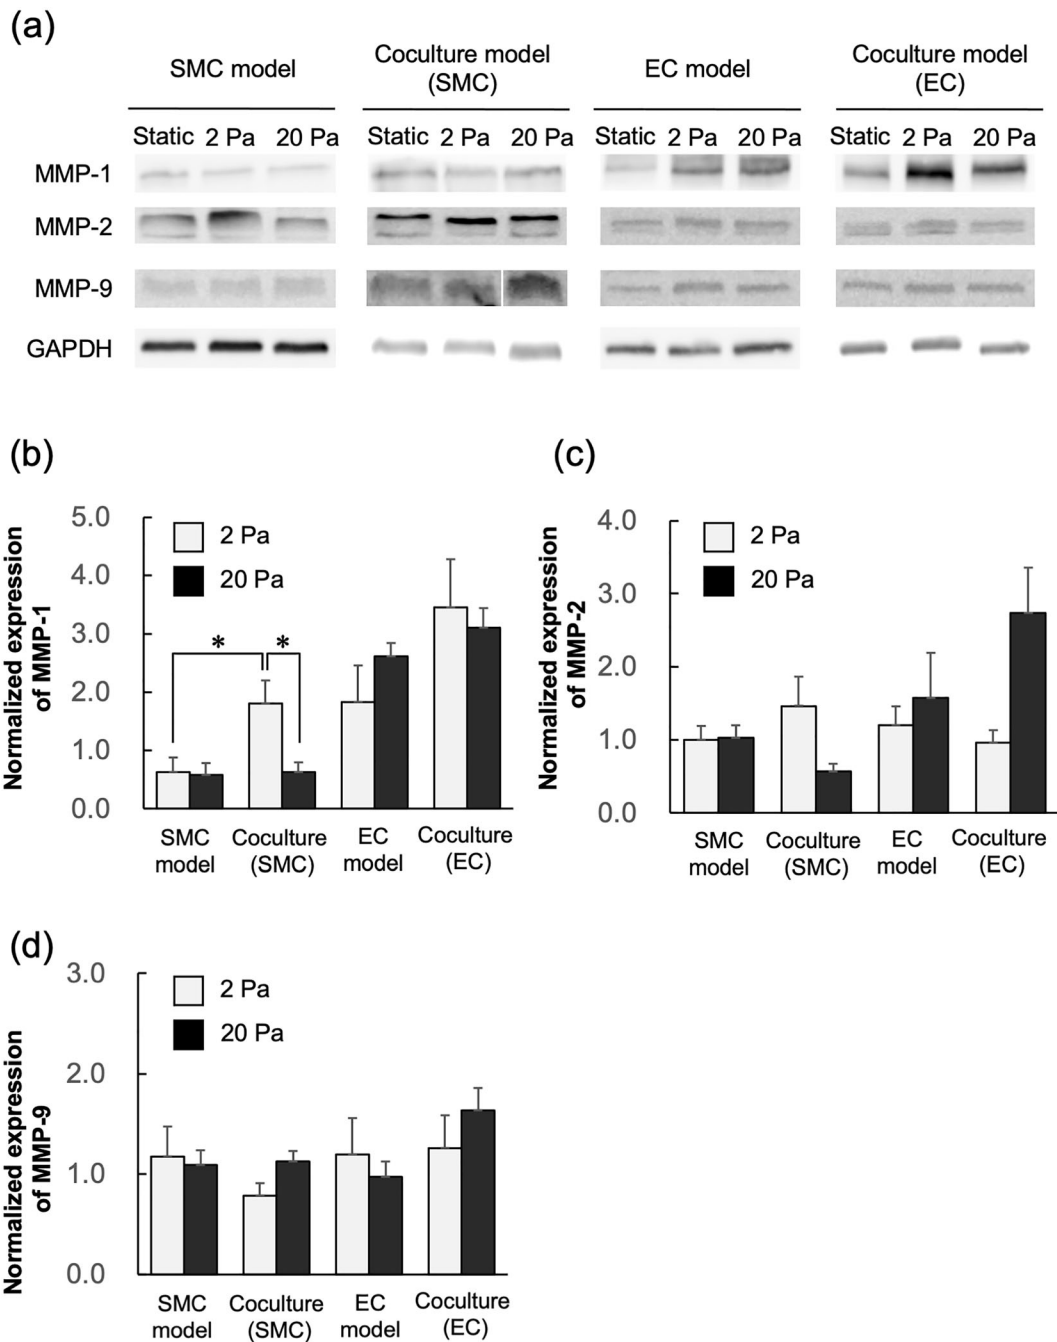 (a)
SMC model
Coculture model
(SMC)
EC model
Coculture model
(EC)
Static 2 Pa 20 Pa
Static 2 Pa 20 Pa
Static 2 Pa 20 Pa
Static 2 Pa 20 Pa
MMP-1
MMP-2
MMP-9
GAPDH
(b)
Normalized expression
of MMP-1
5.0
4.0
3.0
2.0
1.0
0.0
2 Pa
20 Pa
* *
SMC
model
Coculture
(SMC)
EC
model
Coculture
(EC)
(c)
Normalized expression
of MMP-2
4.0
3.0
2.0
1.0
0.0
2 Pa
20 Pa
SMC
model
Coculture
(SMC)
EC
model
Coculture
(EC)
(d)
Normalized expression
of MMP-9
3.0
2.0
1.0
0.0
2 Pa
20 Pa
SMC
model
Coculture
(SMC)
EC
model
Coculture
(EC)